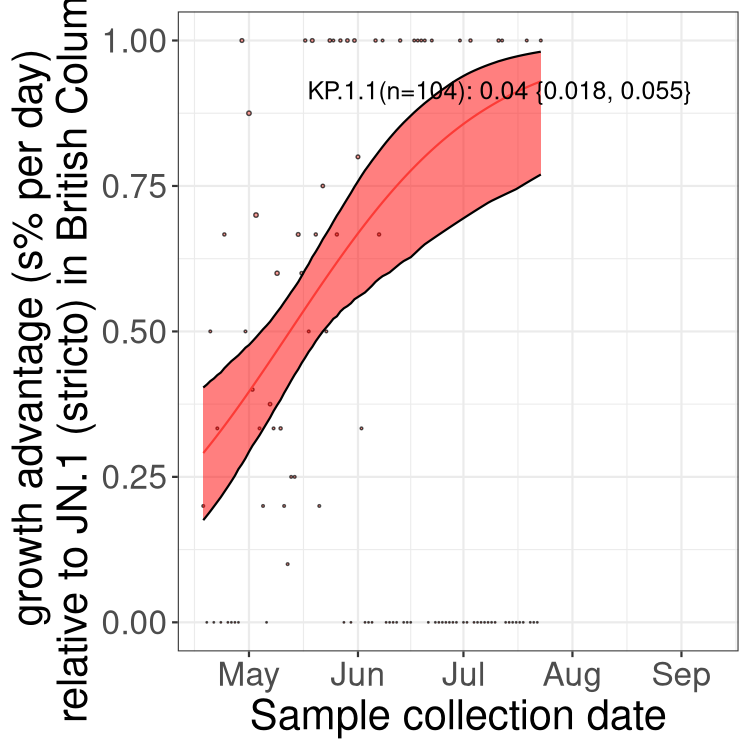 growth advantage (s% per day)
relative to JN.1 (stricto) in British Colum
1.00
0.75
0.50
0.25
0.00
KP.1.1(n=104): 0.04 {0.018, 0.055}
May Jun Jul Aug Sep
Sample collection date